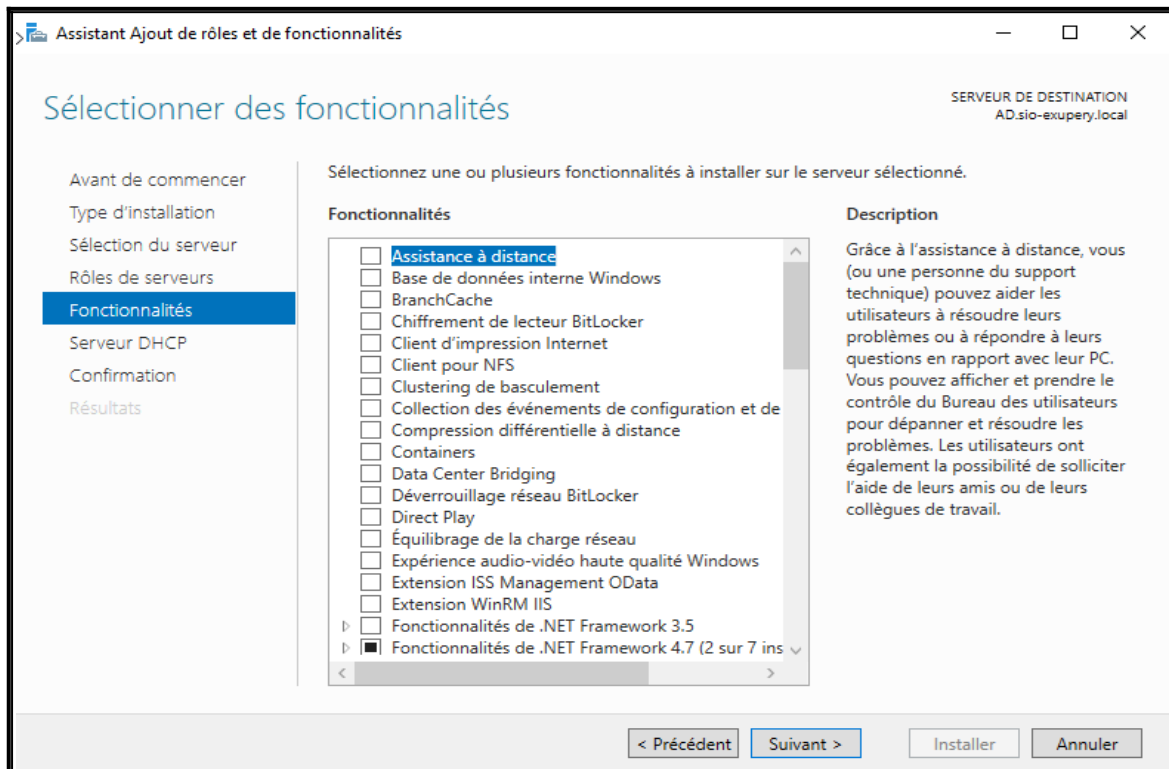 Assistant Ajout de rôles et de fonctionnalités
Sélectionner des fonctionnalités
SERVEUR DE DESTINATION
AD.sio-exupery.local
Avant de commencer
Type d'installation
Sélection du serveur
Rôles de serveurs
Fonctionnalités
Serveur DHCP
Confirmation
Résultats
Sélectionnez une ou plusieurs fonctionnalités à installer sur le serveur sélectionné.
Fonctionnalités
Assistance à distance
Base de données interne Windows
BranchCache
Chiffrement de lecteur BitLocker
Client d'impression Internet
Client pour NFS
Clustering de basculement
Collection des événements de configuration et de
Compression différentielle à distance
Containers
Data Center Bridging
Déverrouillage réseau BitLocker
Direct Play
Équilibrage de la charge réseau
Expérience audio-vidéo haute qualité Windows
Extension ISS Management OData
Extension WinRM IIS
Fonctionnalités de .NET Framework 3.5
Fonctionnalités de .NET Framework 4.7 (2 sur 7 ins
Description
Grâce à l'assistance à distance, vous
(ou une personne du support
technique) pouvez aider les
utilisateurs à résoudre leurs
problèmes ou à répondre à leurs
questions en rapport avec leur PC.
Vous pouvez afficher et prendre le
contrôle du Bureau des utilisateurs
pour dépanner et résoudre les
problèmes. Les utilisateurs ont
également la possibilité de solliciter
l'aide de leurs amis ou de leurs
collègues de travail.
< Précédent
Suivant >
Installer
Annuler